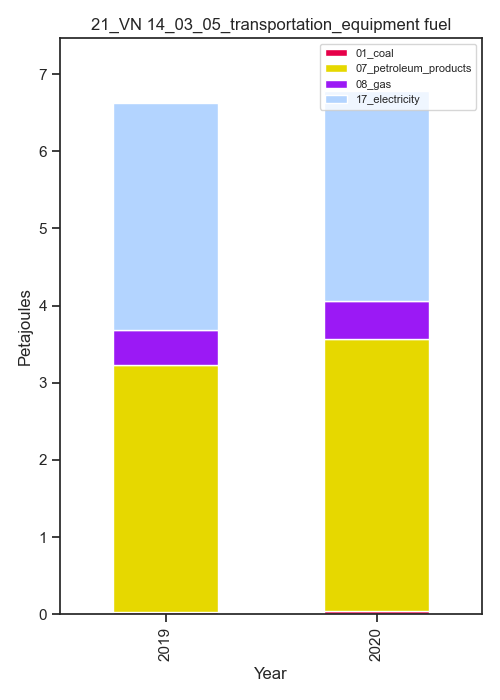 21_VN 14_03_05_transportation_equipment fuel
01_coal
07_petroleum_products
08_gas
17_electricity
7
6
5
4
3
2
1
0
Petajoules
2019
2020
Year